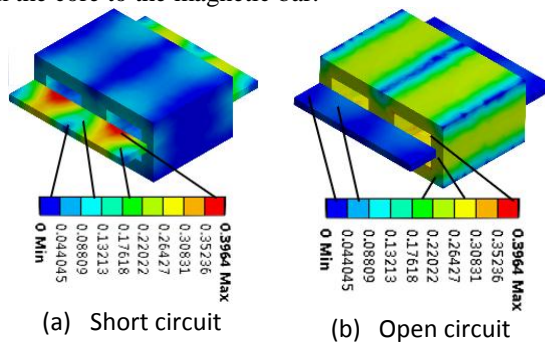 the core to the magnetic bar.
0 Min
0.044045
0.08809
0.13213
0.17618
0.22022
0.26427
0.30831
0.35236
0.3964 Max
0 Min
0.044045
0.08809
0.13213
0.17618
0.22022
0.26427
0.30831
0.35236
0.3964 Max
(a) Short circuit
(b) Open circuit